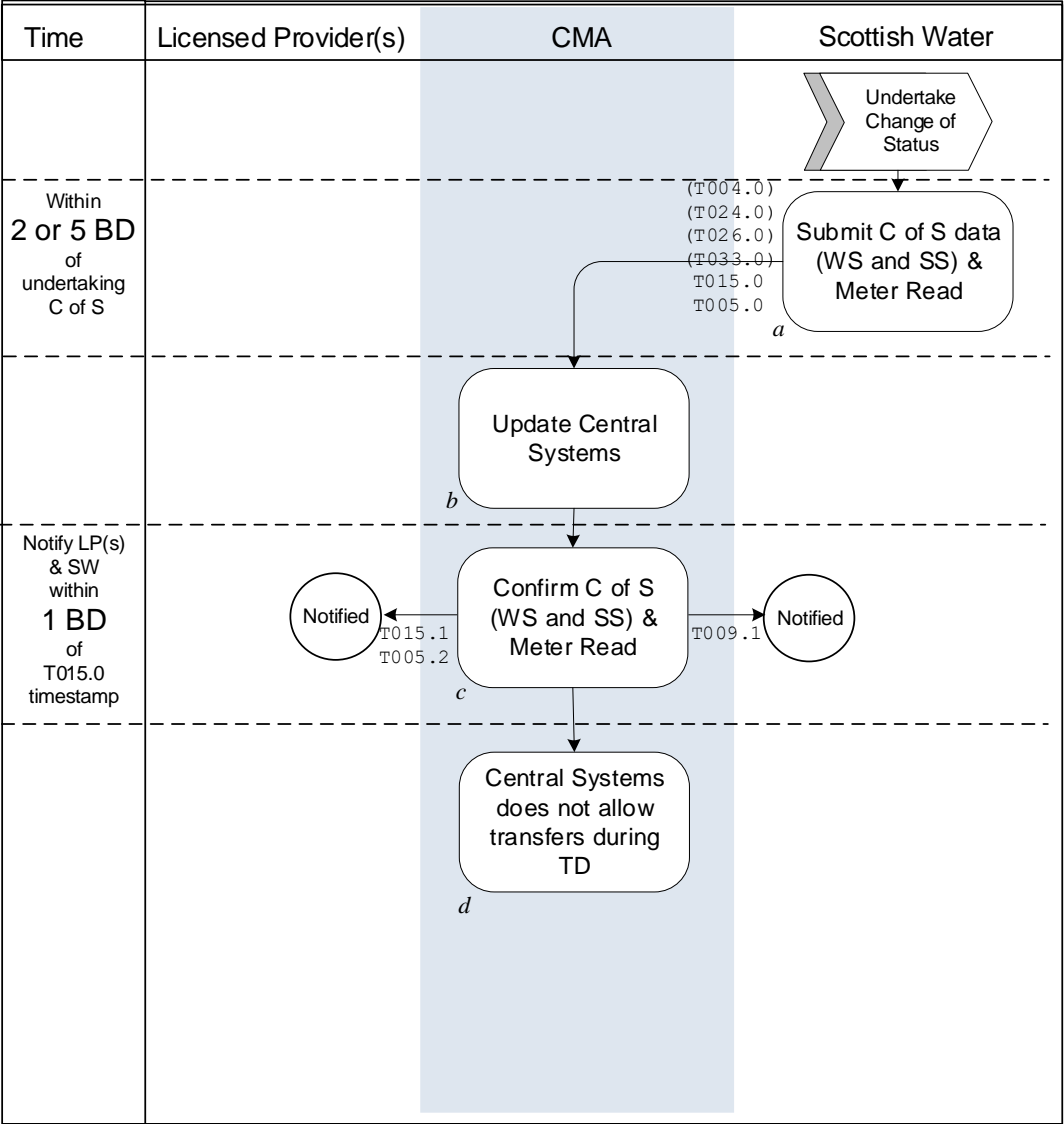 Time
Licensed Provider(s)
CMA
Scottish Water
Undertake
Change of
Status
Within
2 or 5 BD
of
undertaking
C of S
(T004.0)
(T024.0)
(T026.0)
(T033.0)
T015.0
T005.0
Submit C of S data
(WS and SS) &
Meter Read
a
Update Central
Systems
b
Notify LP(s)
& SW
within
1 BD
of
T015.0
timestamp
Notified
T015.1
T005.2
Confirm C of S
(WS and SS) &
Meter Read
c
T009.1
Notified
Central Systems
does not allow
transfers during
TD
d